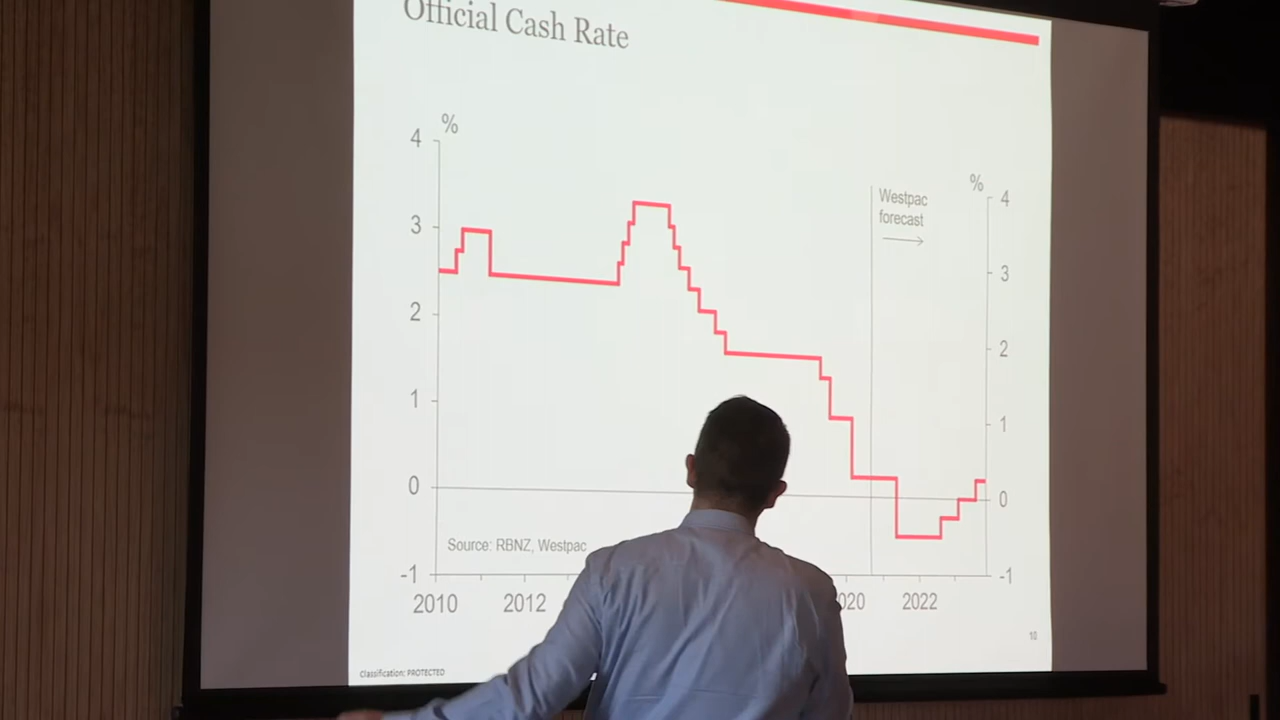 Official Cash Rate
%
4
3
2
1
0
-1
%
4
3
2
1
0
-1
Westpac
forecast
Source: RBNZ, Westpac
2010 2012 020 2022
10
Classification: PROTECTED